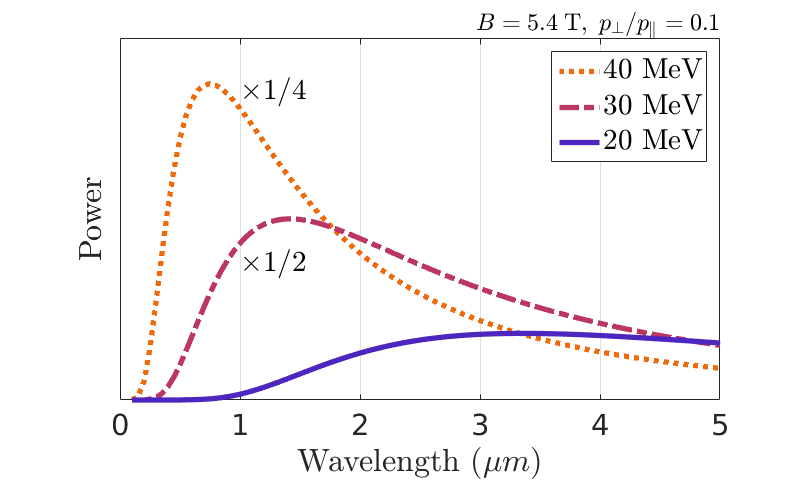 B = 5.4 T, p⊥/p∥ = 0.1
40 MeV
30 MeV
20 MeV
×1/4
×1/2
Power
0 1 2 3 4 5
Wavelength (μm)